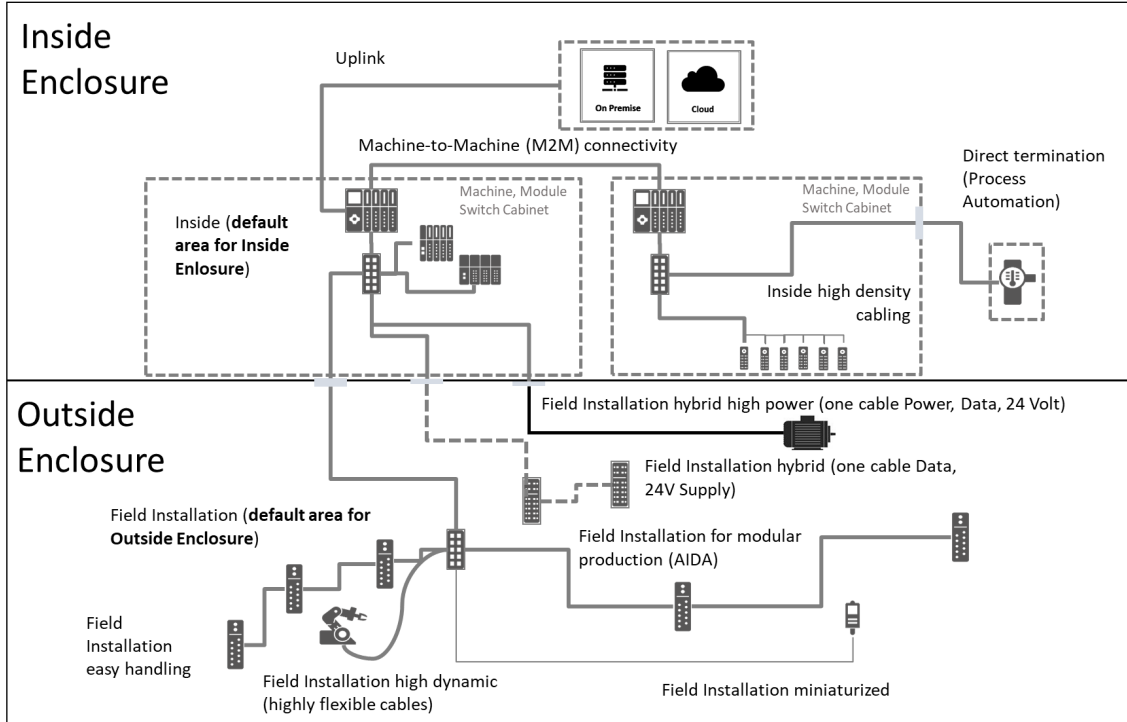 Inside
Enclosure
Uplink
On Premise
Cloud
Machine-to-Machine (M2M) connectivity
Direct termination
(Process
Automation)
Machine, Module
Switch Cabinet
Machine, Module
Switch Cabinet
Inside (default
area for Inside
Enlosure)
Inside high density
cabling
Outside
Enclosure
Field Installation hybrid high power (one cable Power, Data, 24 Volt)
Field Installation hybrid (one cable Data,
24V Supply)
Field Installation (default area for
Outside Enclosure)
Field Installation for modular
production (AIDA)
Field
Installation
easy handling
Field Installation high dynamic
(highly flexible cables)
Field Installation miniaturized